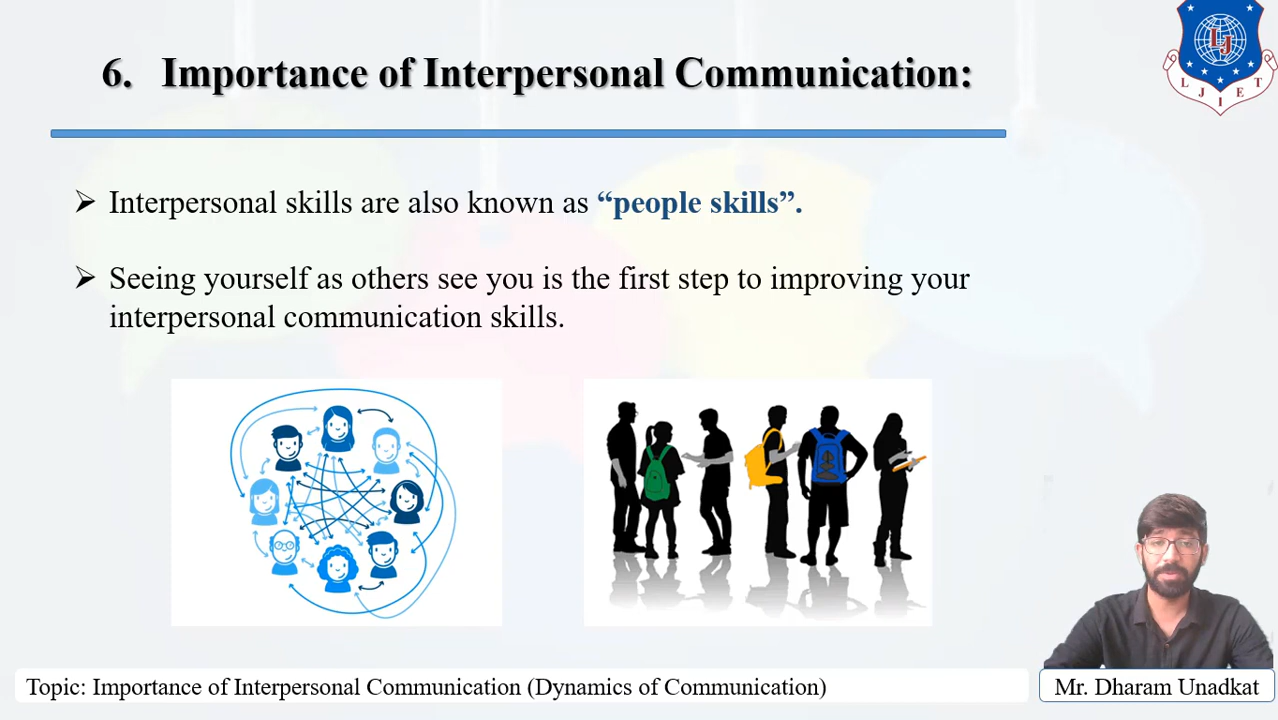 6. Importance of Interpersonal Communication:
L J I E T
LJ
➢ Interpersonal skills are also known as “people skills”.
➢ Seeing yourself as others see you is the first step to improving your
interpersonal communication skills.
Topic: Importance of Interpersonal Communication (Dynamics of Communication)
Mr. Dharam Unadkat